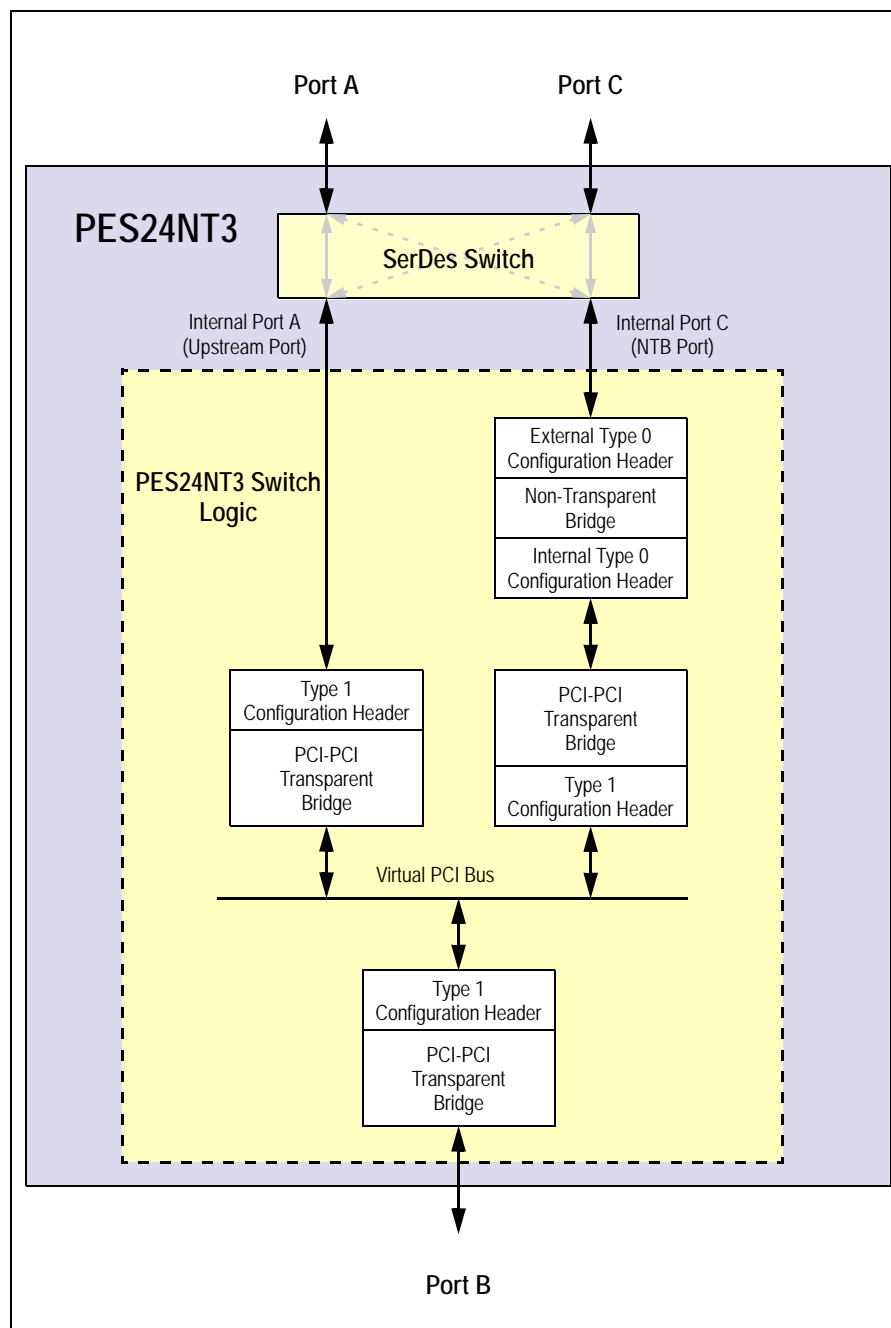 Port A
Port C
PES24NT3
SerDes Switch
Internal Port A
(Upstream Port)
Internal Port C
(NTB Port)
PES24NT3 Switch
Logic
External Type 0
Configuration Header
Non-Transparent
Bridge
Internal Type 0
Configuration Header
Type 1
Configuration Header
PCI-PCI
Transparent
Bridge
PCI-PCI
Transparent
Bridge
Type 1
Configuration Header
Virtual PCI Bus
Type 1
Configuration Header
PCI-PCI
Transparent
Bridge
Port B